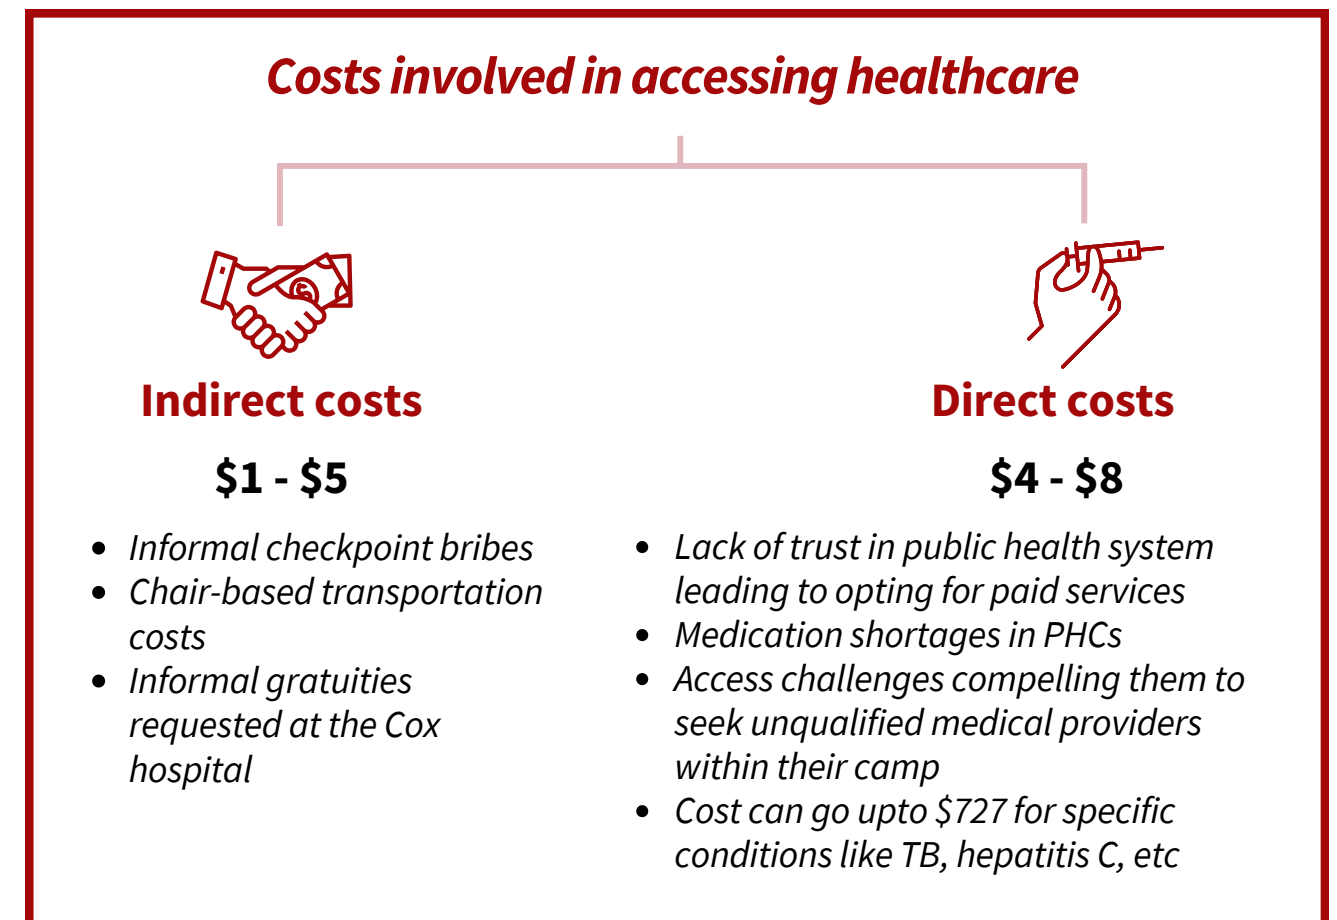 Costs involved in accessing healthcare
Indirect costs
$1 - $5
• Informal checkpoint bribes
• Chair-based transportation
costs
• Informal gratuities
requested at the Cox
hospital
Direct costs
$4 - $8
• Lack of trust in public health system
leading to opting for paid services
• Medication shortages in PHCs
• Access challenges compelling them to
seek unqualified medical providers
within their camp
• Cost can go upto $727 for specific
conditions like TB, hepatitis C, etc